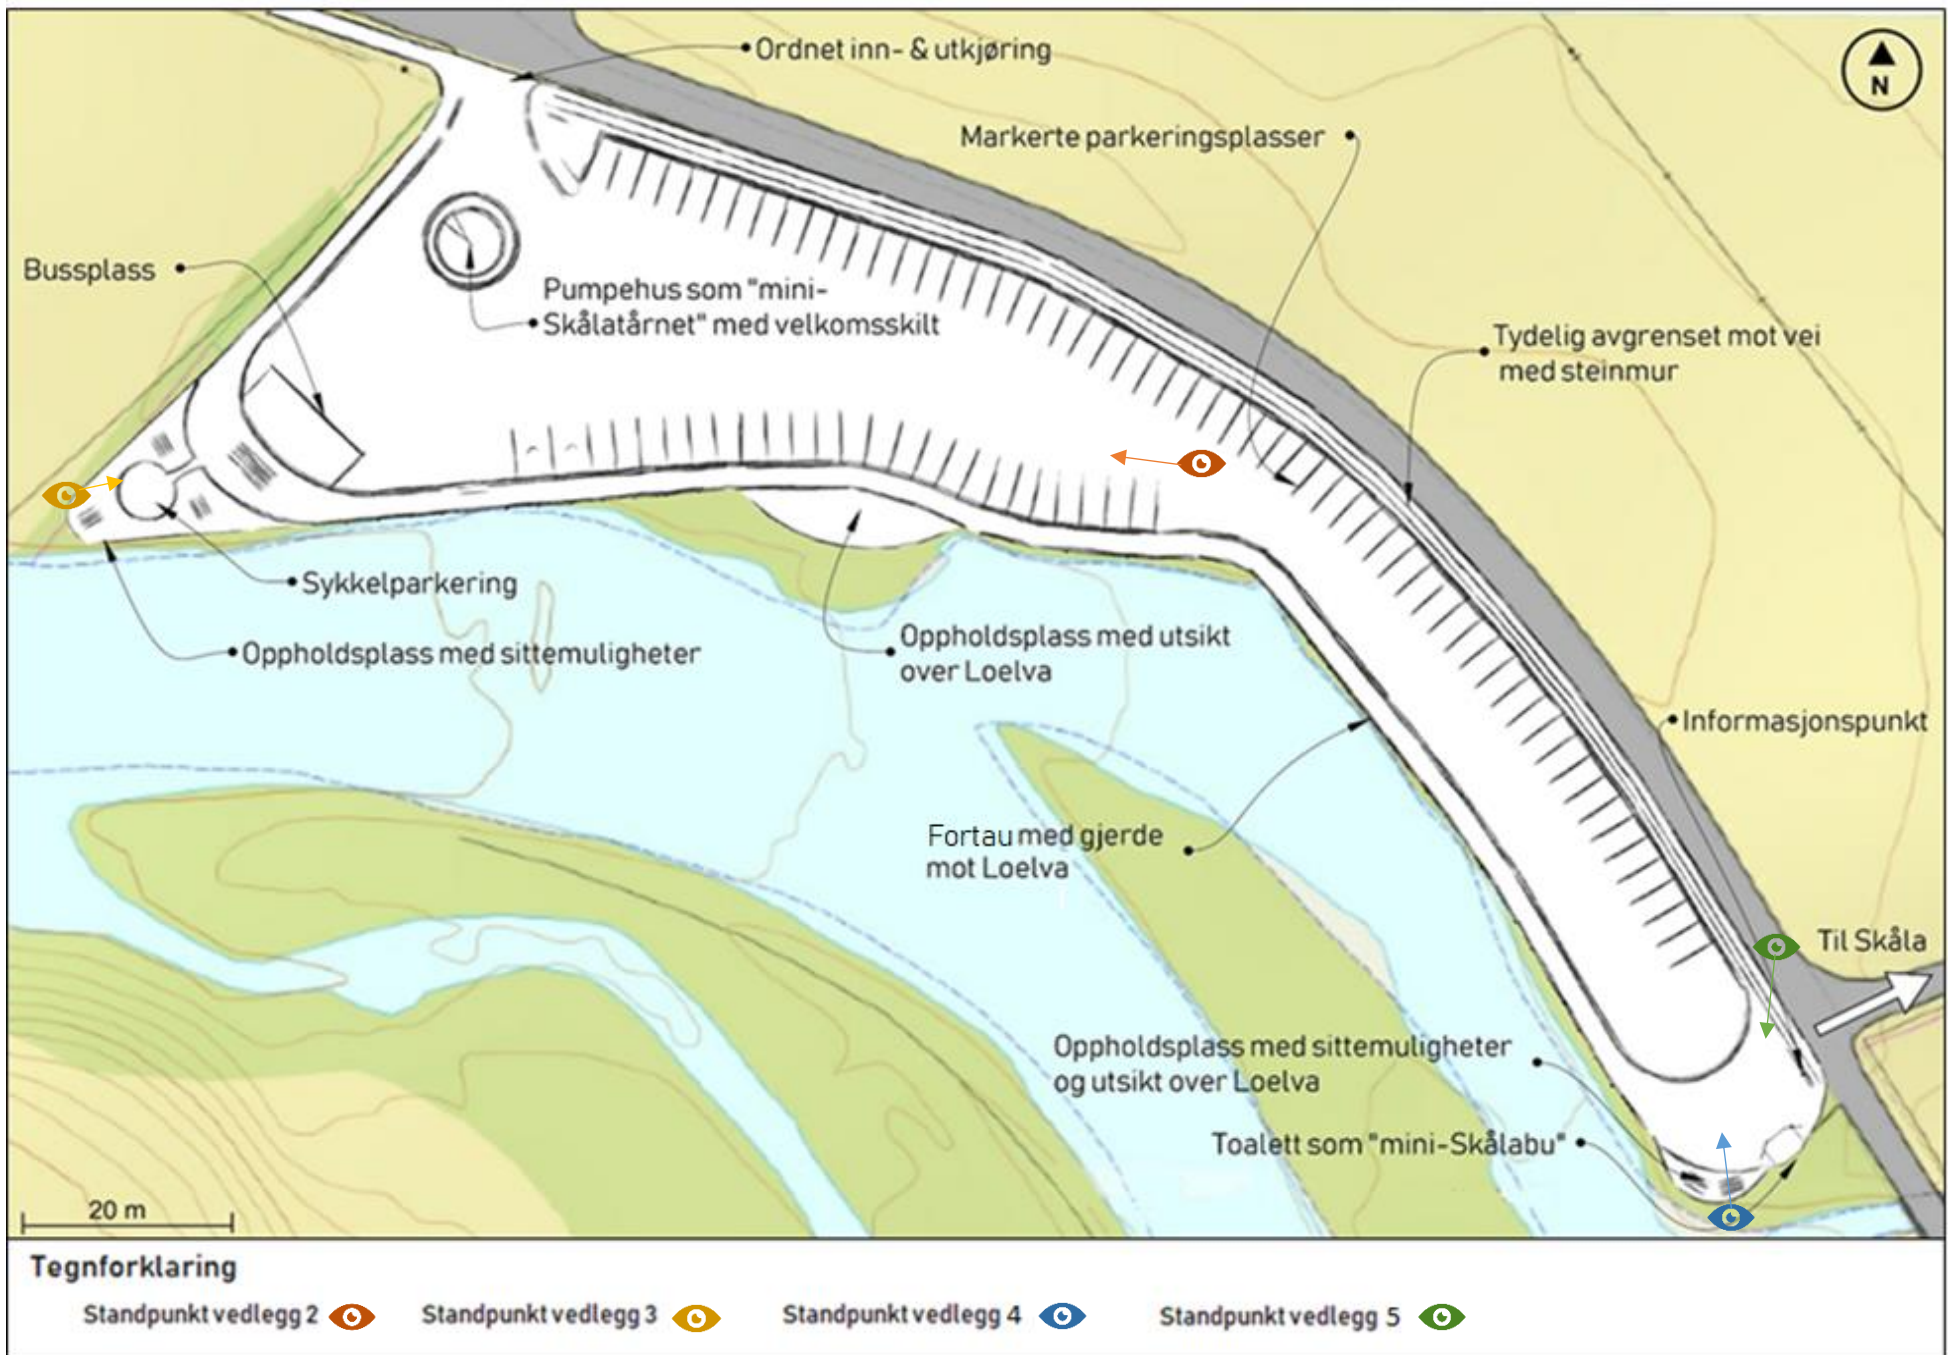 Ordnet inn- & utkjøring
N
Markerte parkeringsplasser
Bussplass
Pumpehus som "mini-
Skålatårnet" med velkomsskilt
Tydelig avgrenset mot vei
med steinmur
Sykkelparkering
Oppholdsplass med sittemuligheter
Oppholdsplass med utsikt
over Loelva
Informasjonspunkt
Fortau med gjerde
mot Loelva
Til Skåla
Oppholdsplass med sittemuligheter
og utsikt over Loelva
Toalett som "mini-Skålabu"
20 m
Tegnforklaring
Standpunkt vedlegg 2
Standpunkt vedlegg 3
Standpunkt vedlegg 4
Standpunkt vedlegg 5